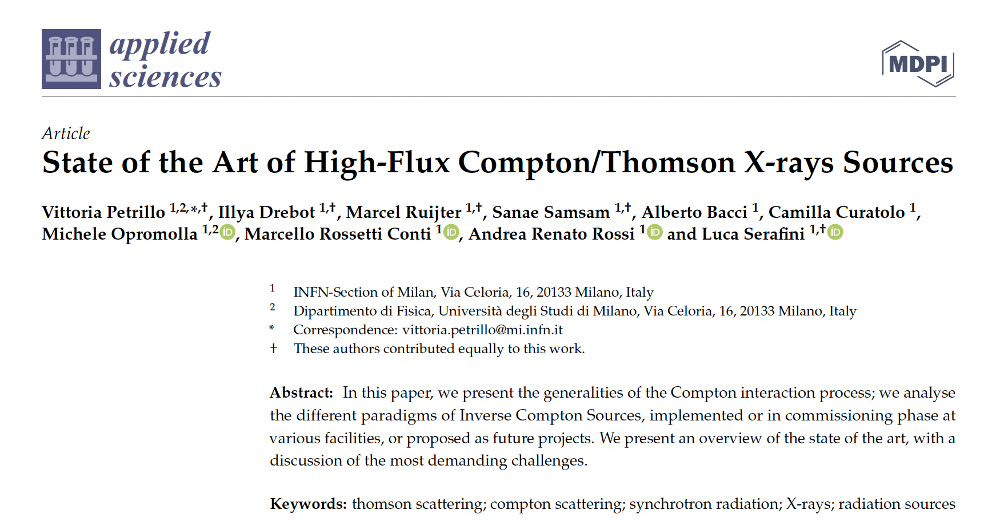 applied
sciences
MDPI
Article
State of the Art of High-Flux Compton/Thomson X-rays Sources
Vittoria Petrillo 1,2,*,†, Illya Drebot 1,†, Marcel Ruijter 1,†, Sanae Samsam 1,†, Alberto Bacci 1, Camilla Curatolo 1,
Michele Opromolla 1,2 iD, Marcello Rossetti Conti 1 iD, Andrea Renato Rossi 1 iD and Luca Serafini 1,† iD
1 INFN-Section of Milan, Via Celoria, 16, 20133 Milano, Italy
2 Dipartimento di Fisica, Università degli Studi di Milano, Via Celoria, 16, 20133 Milano, Italy
* Correspondence: vittoria.petrillo@mi.infn.it
† These authors contributed equally to this work.
Abstract: In this paper, we present the generalities of the Compton interaction process; we analyse
the different paradigms of Inverse Compton Sources, implemented or in commissioning phase at
various facilities, or proposed as future projects. We present an overview of the state of the art, with a
discussion of the most demanding challenges.
Keywords: thomson scattering; compton scattering; synchrotron radiation; X-rays; radiation sources